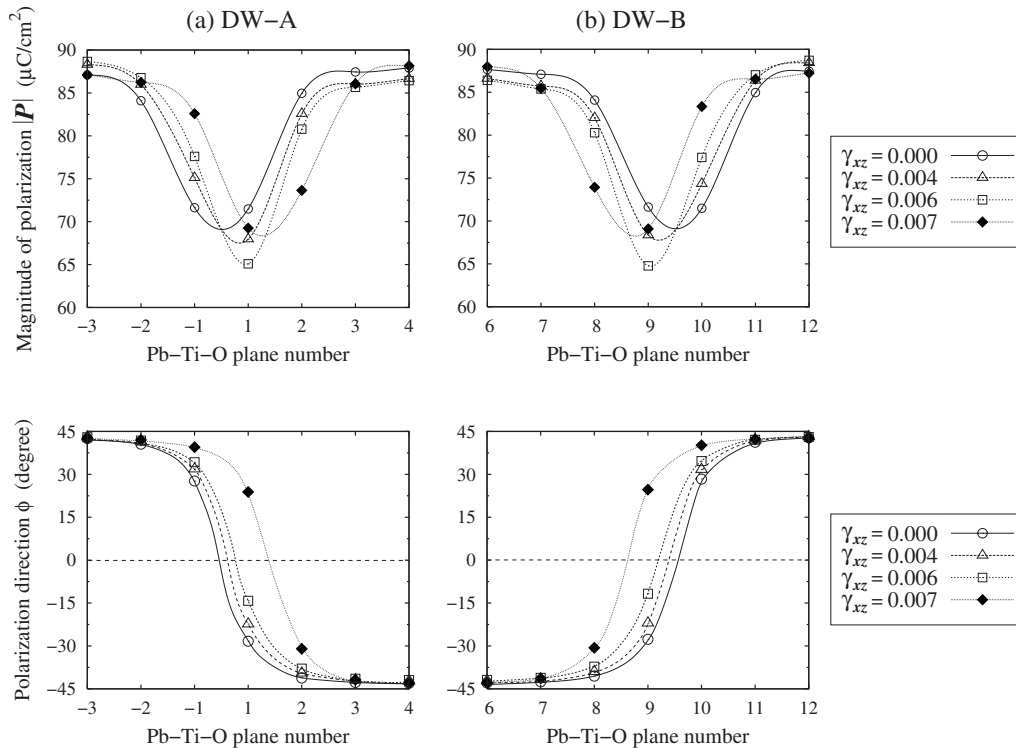 (a) DW−A
(b) DW−B
Magnitude of polarization |P| (μC/cm²)
90
85
80
75
70
65
60
−3 −2 −1 1 2 3 4
Pb−Ti−O plane number
90
85
80
75
70
65
60
6 7 8 9 10 11 12
Pb−Ti−O plane number
γxz = 0.000
γxz = 0.004
γxz = 0.006
γxz = 0.007
Polarization direction ϕ (degree)
45
30
15
0
−15
−30
−45
−3 −2 −1 1 2 3 4
Pb−Ti−O plane number
45
30
15
0
−15
−30
−45
6 7 8 9 10 11 12
Pb−Ti−O plane number
γxz = 0.000
γxz = 0.004
γxz = 0.006
γxz = 0.007